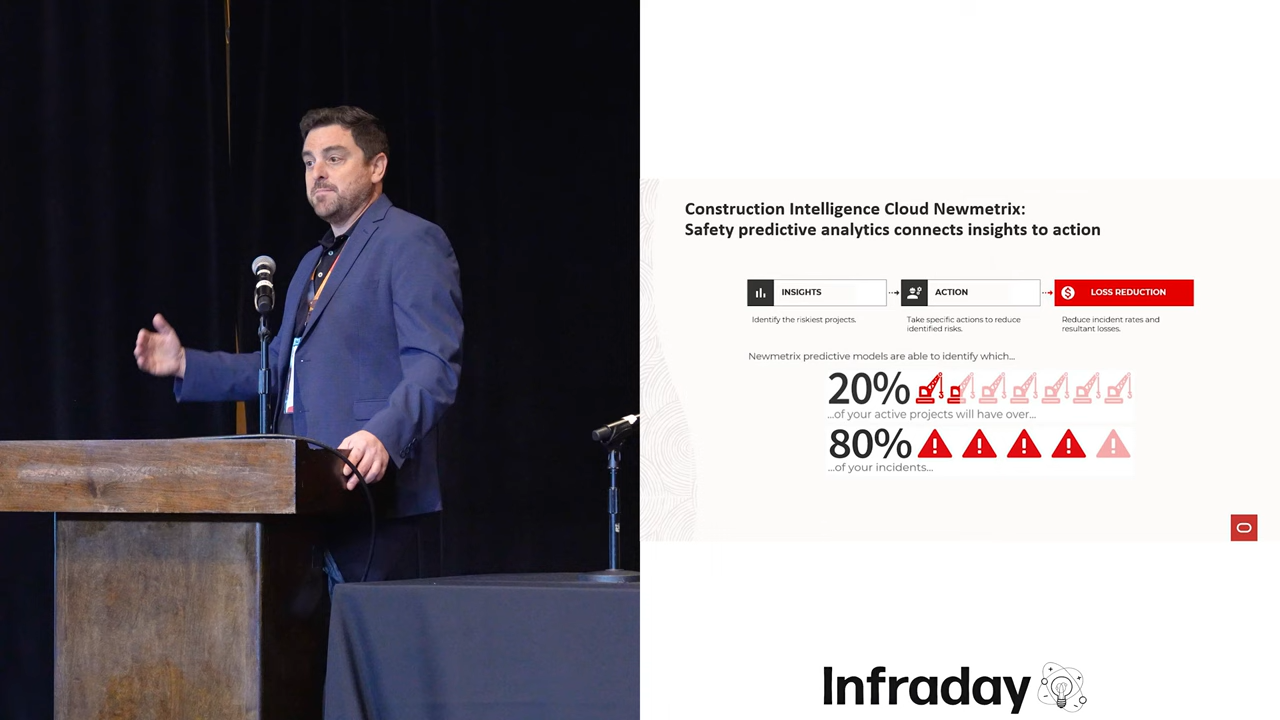 Construction Intelligence Cloud Newmetrix:
Safety predictive analytics connects insights to action
INSIGHTS
ACTION
LOSS REDUCTION
Identify the riskiest projects.
Take specific actions to reduce
identified risks.
Reduce incident rates and
resultant losses.
Newmetrix predictive models are able to identify which...
20%
...of your active projects will have over...
80%
...of your incidents...
Infraday